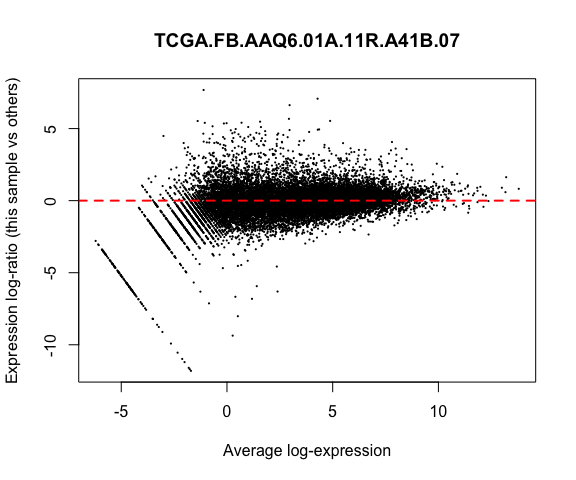 TCGA.FB.AAQ6.01A.11R.A41B.07
Expression log-ratio (this sample vs others)
5
0
-5
-10
-5
0
5
10
Average log-expression